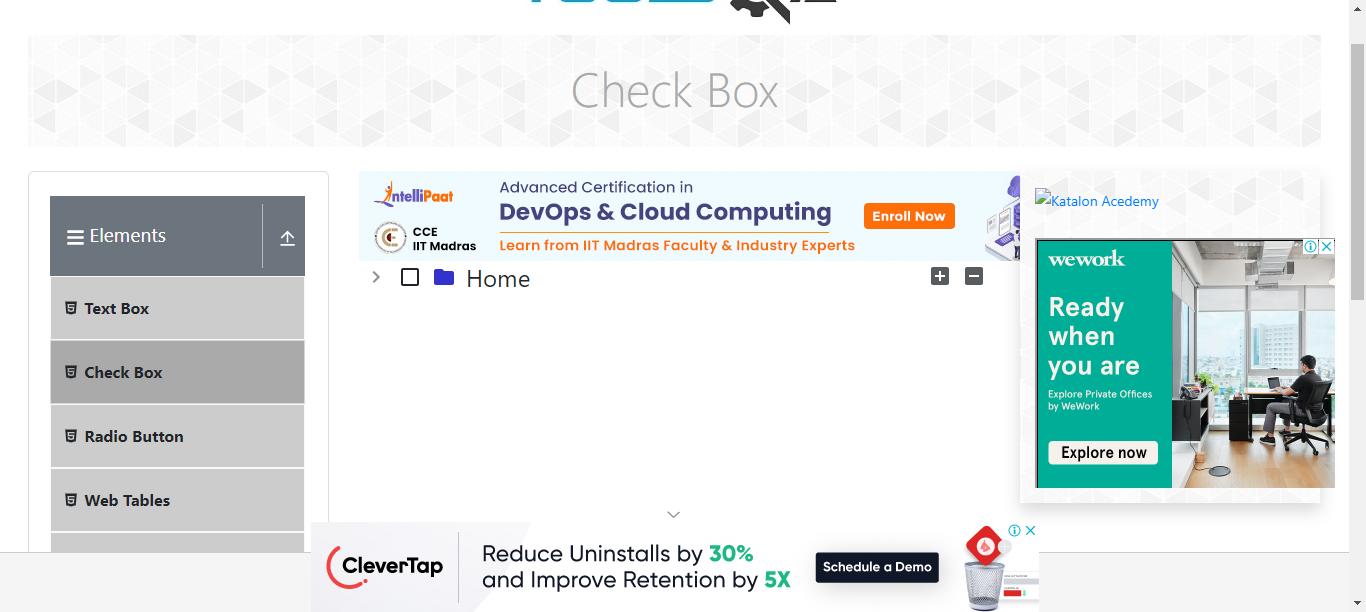 Check Box
Elements
Text Box
Check Box
Radio Button
Web Tables
intelliPaat
CCE
IIT Madras
Advanced Certification in
DevOps & Cloud Computing
Learn from IIT Madras Faculty & Industry Experts
Enroll Now
Home
Katalon Acedemy
wework
Ready
when
you are
Explore Private Offices
by WeWork
Explore now
CleverTap
Reduce Uninstalls by 30%
and Improve Retention by 5X
Schedule a Demo